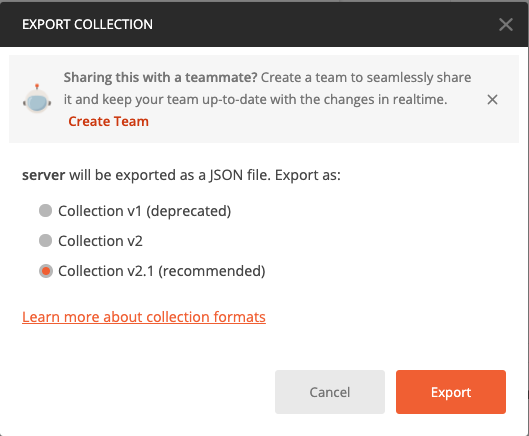 EXPORT COLLECTION
Sharing this with a teammate? Create a team to seamlessly share
it and keep your team up-to-date with the changes in realtime.
Create Team
server will be exported as a JSON file. Export as:
Collection v1 (deprecated)
Collection v2
Collection v2.1 (recommended)
Learn more about collection formats
Cancel
Export